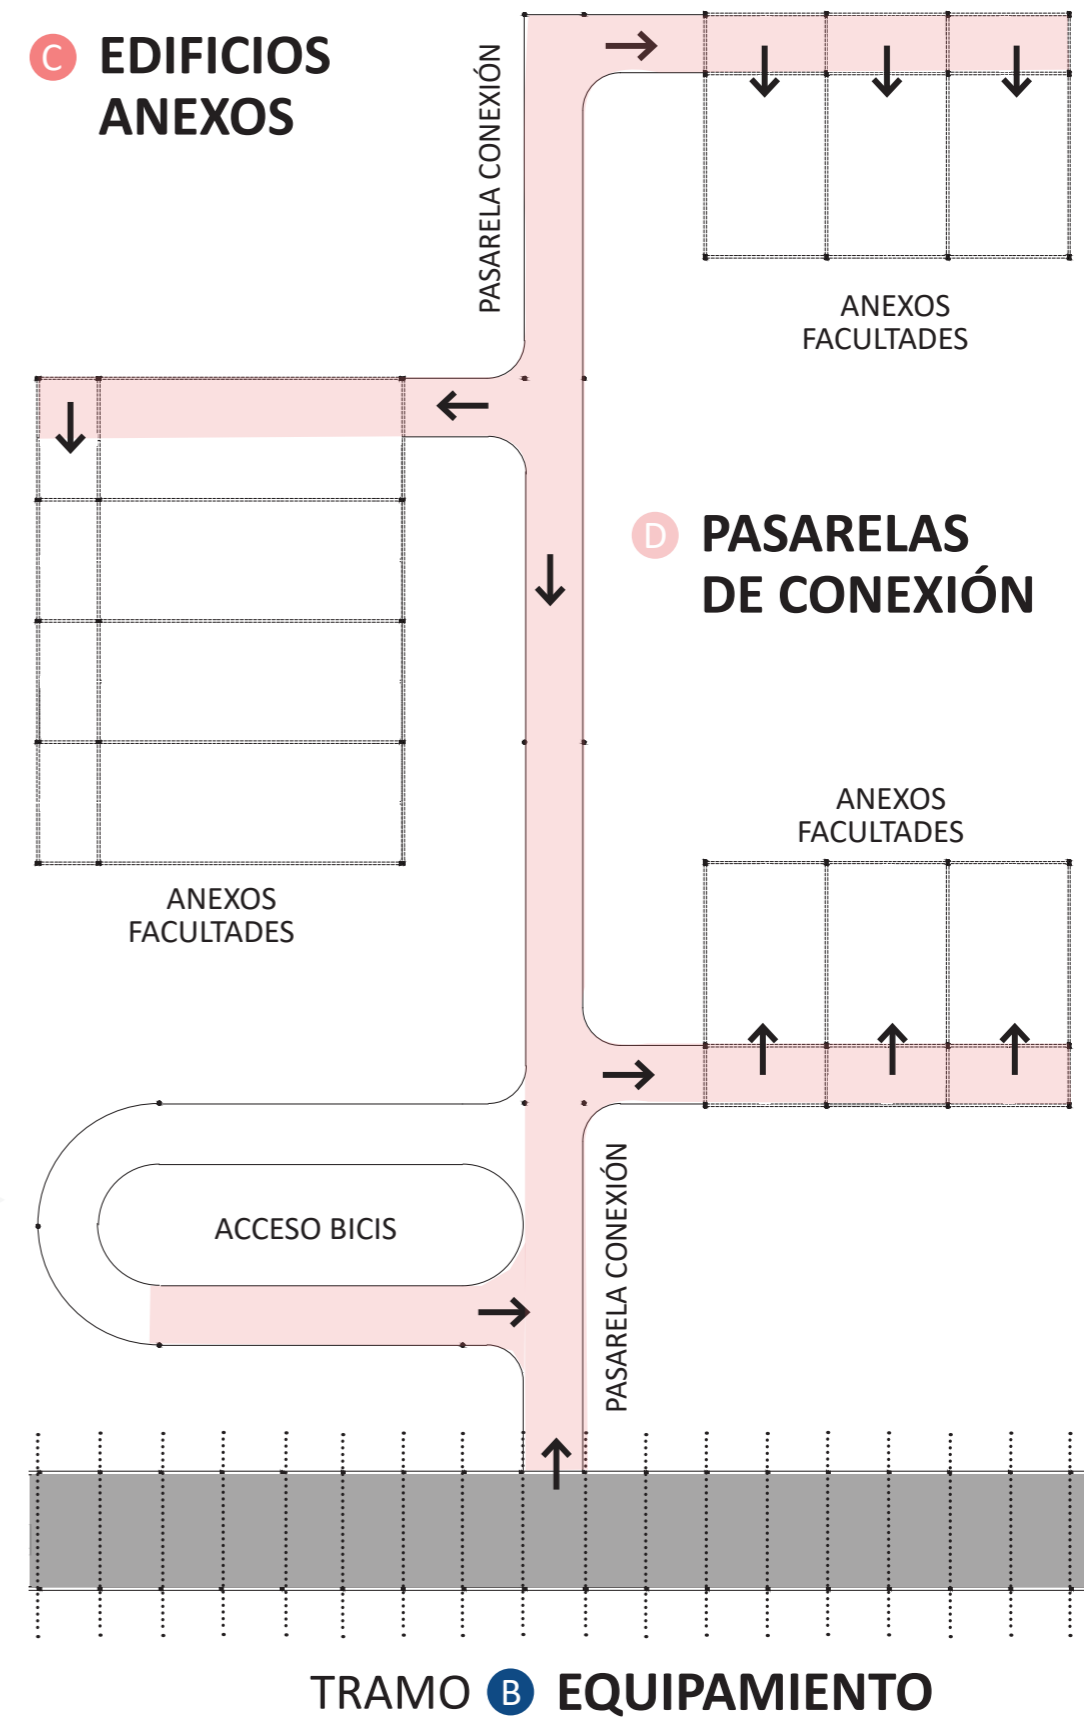 C EDIFICIOS
ANEXOS
PASARELA CONEXIÓN
ANEXOS
FACULTADES
D PASARELAS
DE CONEXIÓN
ANEXOS
FACULTADES
ANEXOS
FACULTADES
ACCESO BICIS
PASARELA CONEXIÓN
TRAMO B EQUIPAMIENTO